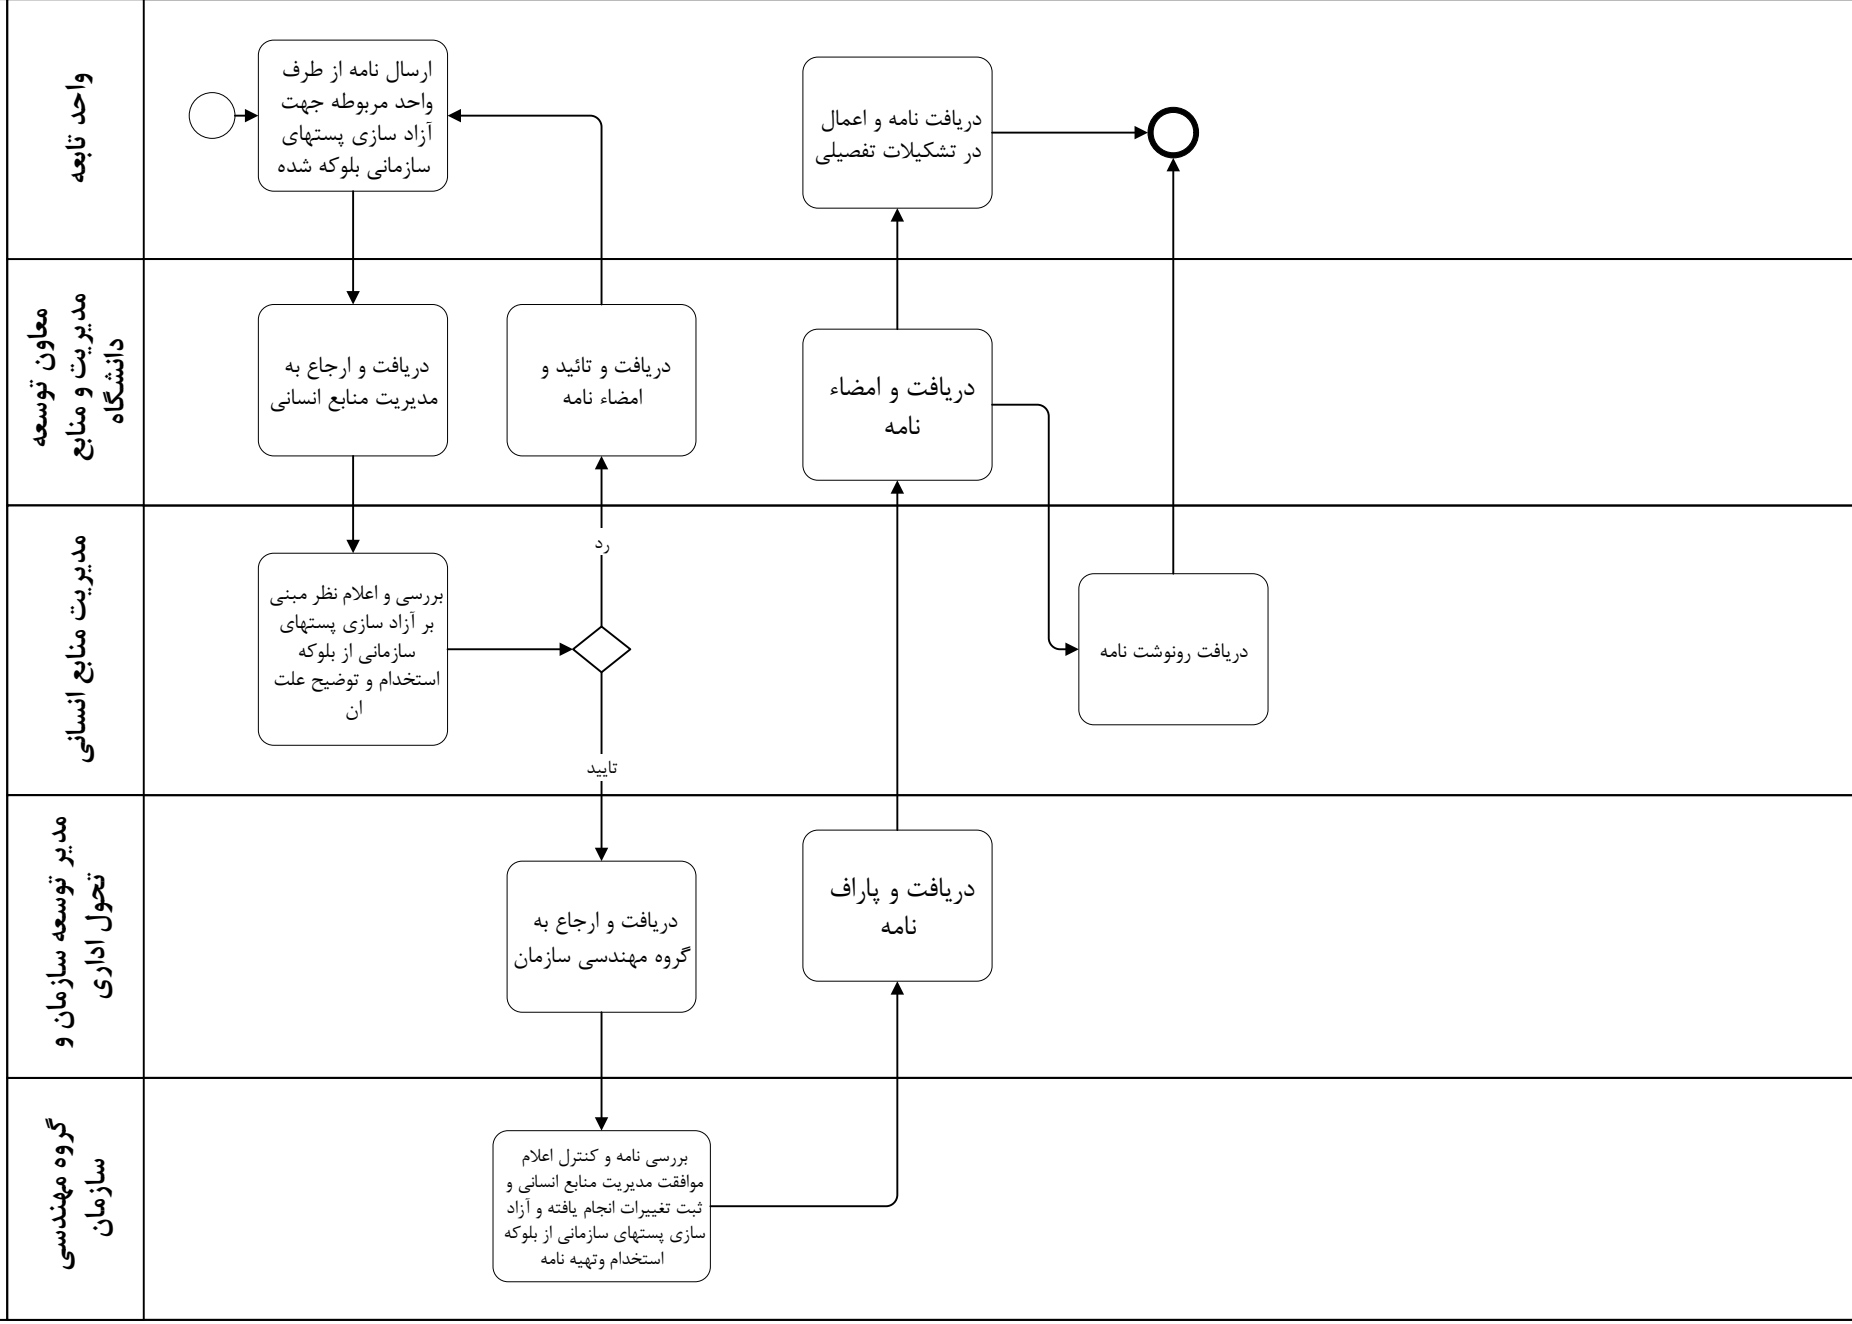 واحد تابعه
ارسال نامه از طرف
واحد مربوطه جهت
آزاد سازی پستهای
سازمانی بلوکه شده
دریافت نامه و اعمال
در تشکیلات تفصیلی
معاون توسعه
مدیریت و منابع
دانشگاه
دریافت و ارجاع به
مدیریت منابع انسانی
دریافت و تائید و
امضاء نامه
دریافت و امضاء
نامه
مدیریت منابع انسانی
بررسی و اعلام نظر مبنی
بر آزاد سازی پستهای
سازمانی از بلوکه
استخدام و توضیح علت
ان
رد
تایید
دریافت رونوشت نامه
مدیر توسعه سازمان و
تحول اداری
دریافت و ارجاع به
گروه مهندسی سازمان
دریافت و پاراف
نامه
گروه مهندسی
سازمان
بررسی نامه و کنترل اعلام
موافقت مدیریت منابع انسانی و
ثبت تغییرات انجام یافته و آزاد
سازی پستهای سازمانی از بلوکه
استخدام وتهیه نامه